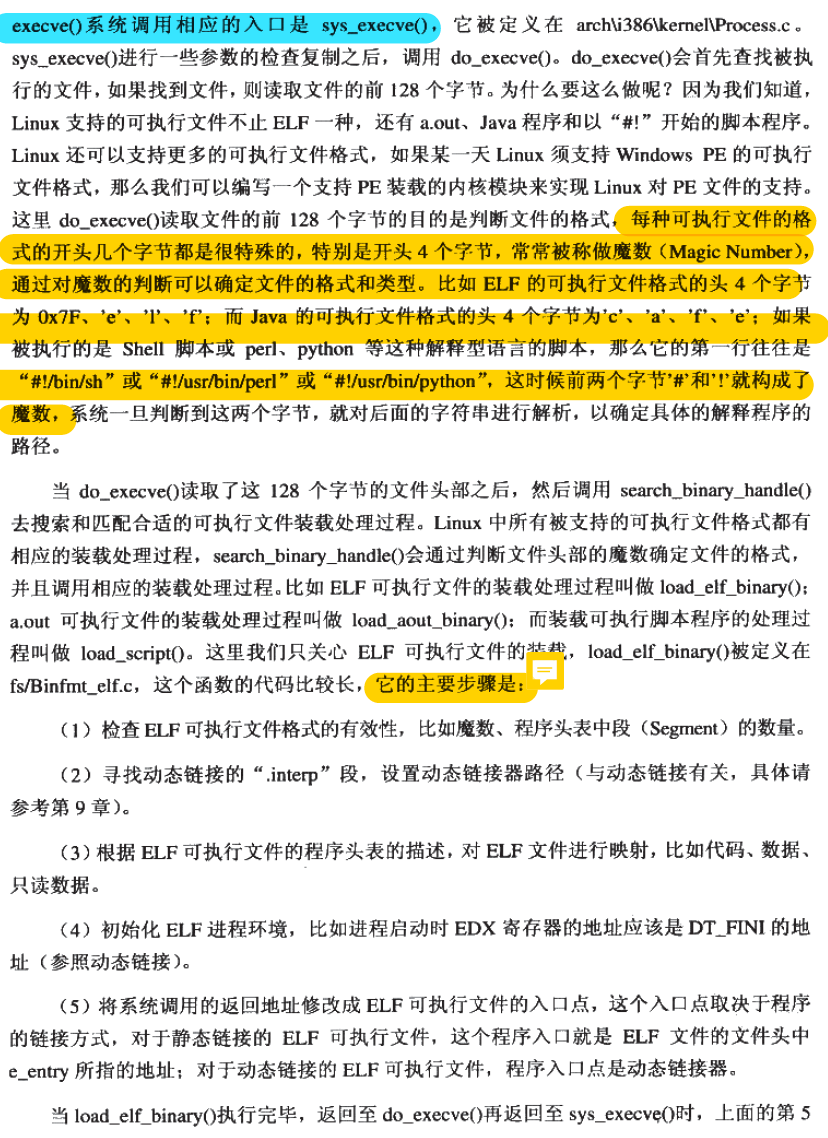 execve()系统调用相应的入口是 sys_execve()，它被定义在 arch\i386\kernel\Process.c。
sys_execve()进行一些参数的检查复制之后，调用 do_execve()。do_execve()会首先查找被执
行的文件，如果找到文件，则读取文件的前 128 个字节。为什么要这么做呢？因为我们知道，
Linux 支持的可执行文件不止 ELF 一种，还有 a.out、Java 程序和以“#!”开始的脚本程序。
Linux 还可以支持更多的可执行文件格式，如果某一天 Linux 须支持 Windows PE 的可执行
文件格式，那么我们可以编写一个支持 PE 装载的内核模块来实现 Linux 对 PE 文件的支持。
这里 do_execve()读取文件的前 128 个字节的目的是判断文件的格式，每种可执行文件的格
式的开头几个字节都是很特殊的，特别是开头 4 个字节，常常被称做魔数（Magic Number），
通过对魔数的判断可以确定文件的格式和类型。比如 ELF 的可执行文件格式的头 4 个字节
为 0x7F、’e’、’l’、’f’；而 Java 的可执行文件格式的头 4 个字节为’c’、’a’、’f’、’e’；如果
被执行的是 Shell 脚本或 perl、python 等这种解释型语言的脚本，那么它的第一行往往是
“#!/bin/sh”或“#!/usr/bin/perl”或“#!/usr/bin/python”，这时候前两个字节’#’和’!’就构成了
魔数，系统一旦判断到这两个字节，就对后面的字符串进行解析，以确定具体的解释程序的
路径。
当 do_execve()读取了这 128 个字节的文件头部之后，然后调用 search_binary_handle()
去搜索和匹配合适的可执行文件装载处理过程。Linux 中所有被支持的可执行文件格式都有
相应的装载处理过程，search_binary_handle()会通过判断文件头部的魔数确定文件的格式，
并且调用相应的装载处理过程。比如 ELF 可执行文件的装载处理过程叫做 load_elf_binary()；
a.out 可执行文件的装载处理过程叫做 load_aout_binary()；而装载可执行脚本程序的处理过
程叫做 load_script()。这里我们只关心 ELF 可执行文件的装载，load_elf_binary()被定义在
fs/Binfmt_elf.c，这个函数的代码比较长，它的主要步骤是：
（1）检查 ELF 可执行文件格式的有效性，比如魔数、程序头表中段（Segment）的数量。
（2）寻找动态链接的“.interp”段，设置动态链接器路径（与动态链接有关，具体请
参考第 9 章）。
（3）根据 ELF 可执行文件的程序头表的描述，对 ELF 文件进行映射，比如代码、数据、
只读数据。
（4）初始化 ELF 进程环境，比如进程启动时 EDX 寄存器的地址应该是 DT_FINI 的地
址（参照动态链接）。
（5）将系统调用的返回地址修改成 ELF 可执行文件的入口点，这个入口点取决于程序
的链接方式，对于静态链接的 ELF 可执行文件，这个程序入口就是 ELF 文件的文件头中
e_entry 所指的地址；对于动态链接的 ELF 可执行文件，程序入口点是动态链接器。
当 load_elf_binary()执行完毕，返回至 do_execve()再返回至 sys_execve()时，上面的第 5